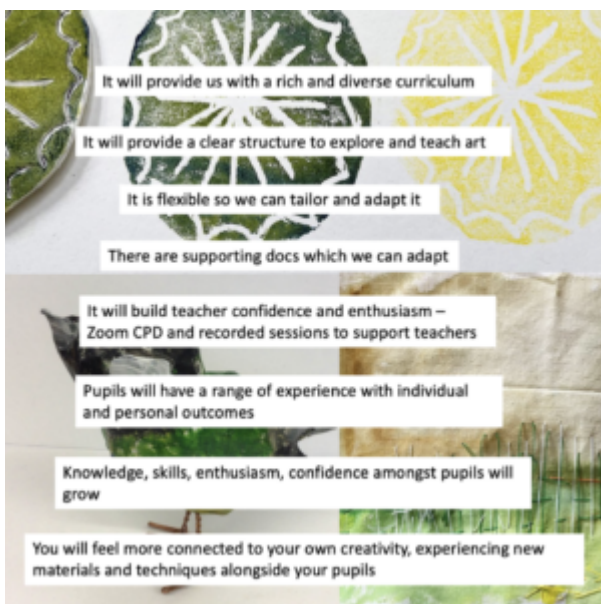 It will provide us with a rich and diverse curriculum
It will provide a clear structure to explore and teach art
It is flexible so we can tailor and adapt it
There are supporting docs which we can adapt
It will build teacher confidence and enthusiasm –
Zoom CPD and recorded sessions to support teachers
Pupils will have a range of experience with individual
and personal outcomes
Knowledge, skills, enthusiasm, confidence amongst pupils will
grow
You will feel more connected to your own creativity, experiencing new
materials and techniques alongside your pupils